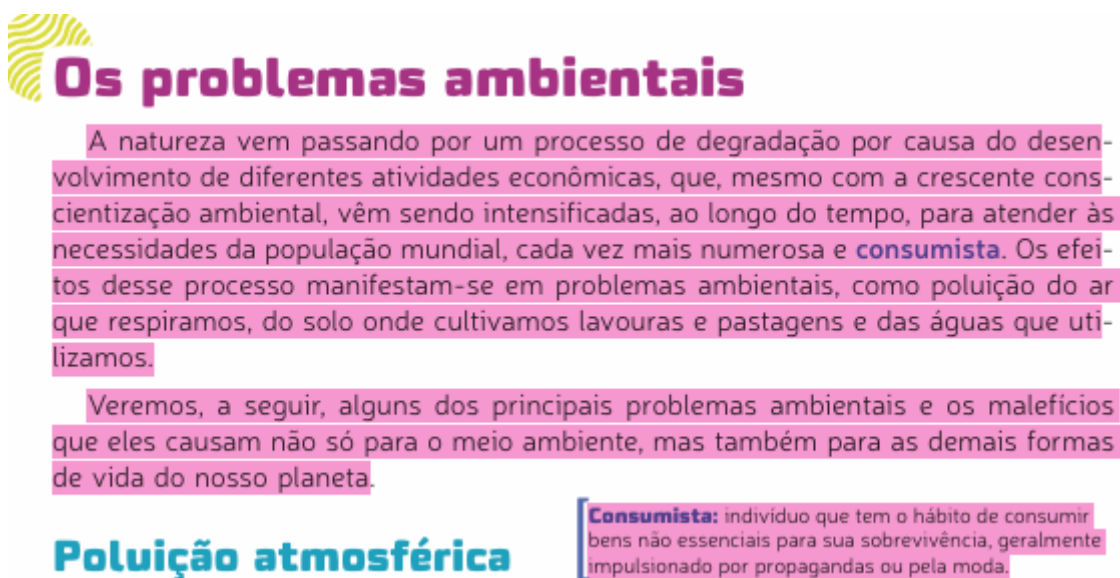 Os problemas ambientais
A natureza vem passando por um processo de degradação por causa do desen-
volvimento de diferentes atividades econômicas, que, mesmo com a crescente cons-
cientização ambiental, vêm sendo intensificadas, ao longo do tempo, para atender às
necessidades da população mundial, cada vez mais numerosa e consumista. Os efei-
tos desse processo manifestam-se em problemas ambientais, como poluição do ar
que respiramos, do solo onde cultivamos lavouras e pastagens e das águas que uti-
lizamos.
Veremos, a seguir, alguns dos principais problemas ambientais e os malefícios
que eles causam não só para o meio ambiente, mas também para as demais formas
de vida do nosso planeta.
Poluição atmosférica
Consumista: indivíduo que tem o hábito de consumir
bens não essenciais para sua sobrevivência, geralmente
impulsionado por propagandas ou pela moda.